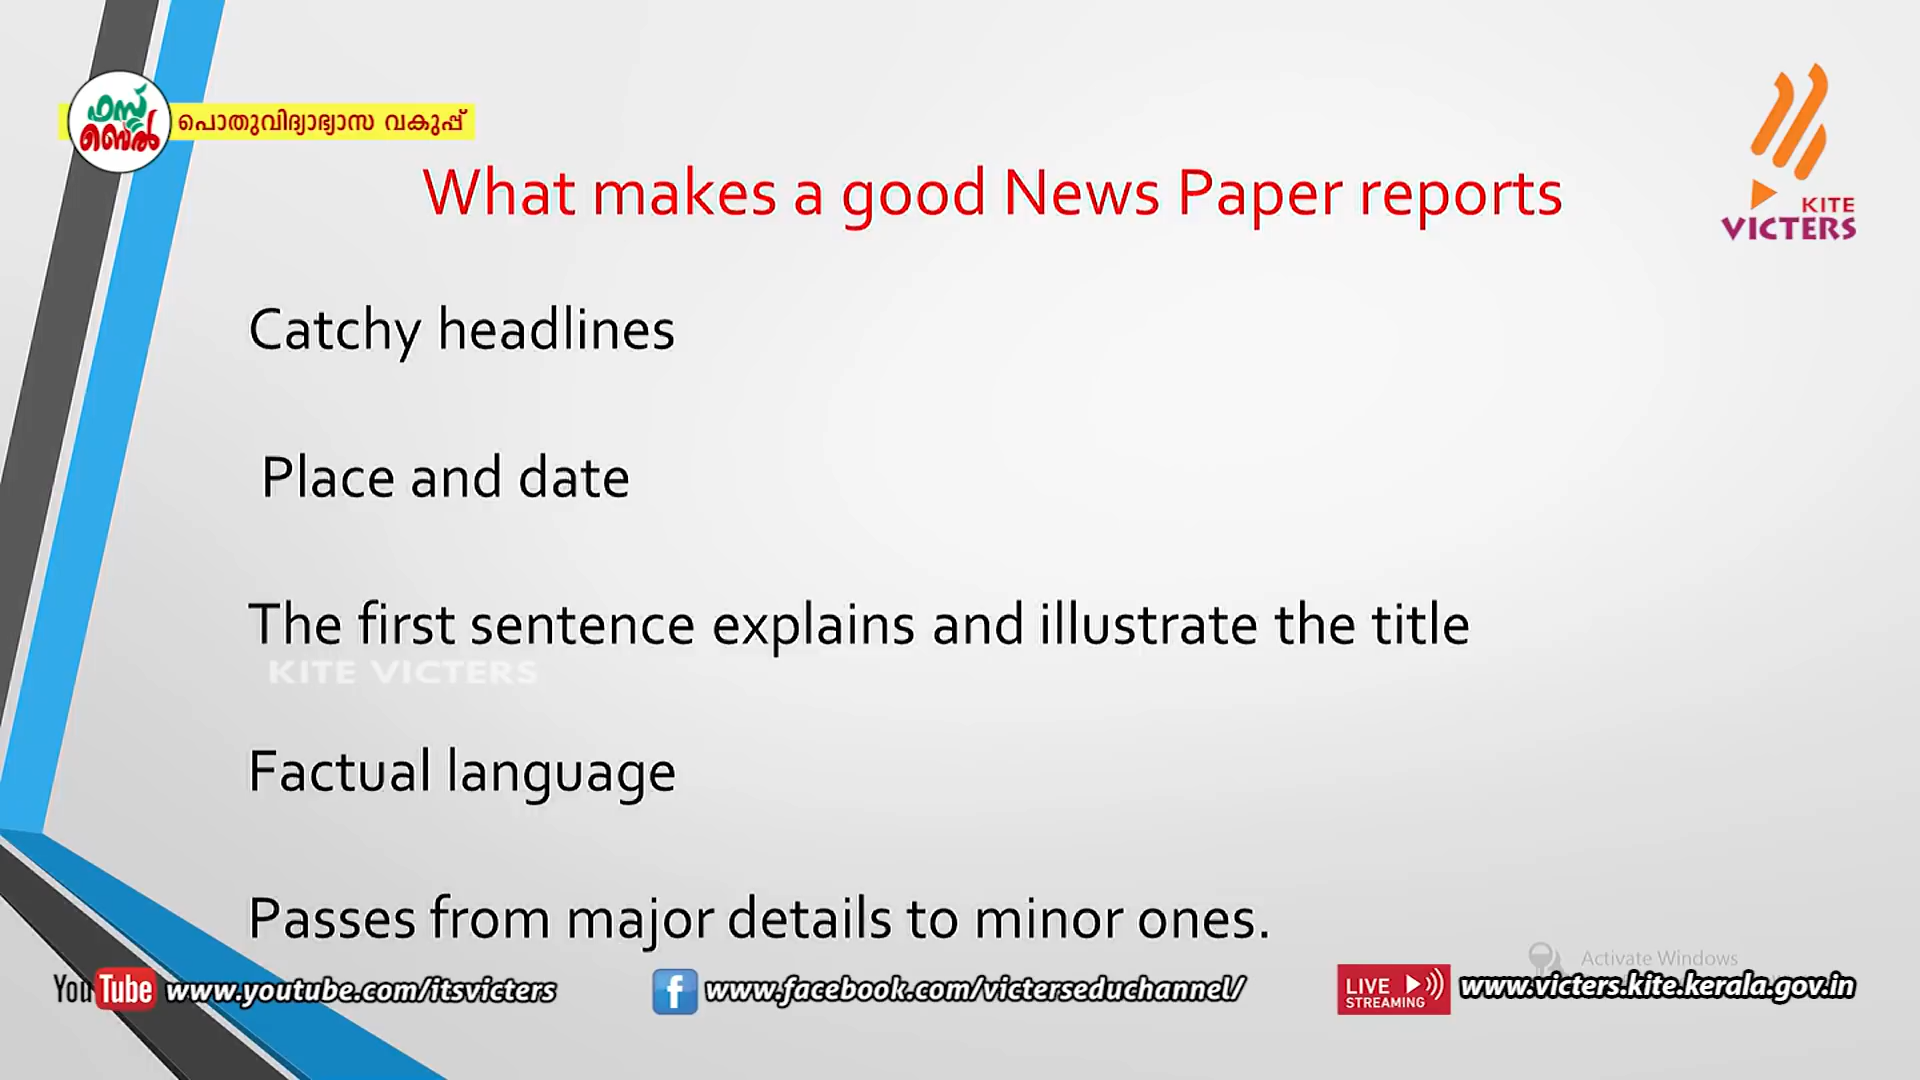 ഫസ്റ്റ് ബെൽ
പൊതുവിദ്യാഭ്യാസ വകുപ്പ്
KITE
VICTERS
What makes a good News Paper reports
Catchy headlines
Place and date
The first sentence explains and illustrate the title
KITE VICTERS
Factual language
Passes from major details to minor ones.
Activate Windows
YouTube www.youtube.com/itsvicters
f www.facebook.com/victerseduchannel/
LIVE STREAMING www.victers.kite.kerala.gov.in